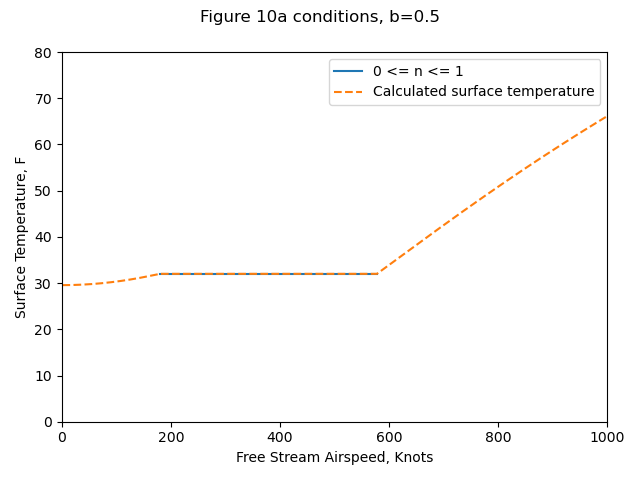 Figure 10a conditions, b=0.5
80
70
60
50
40
30
20
10
0
Surface Temperature, F
0 <= n <= 1
Calculated surface temperature
0 200 400 600 800 1000
Free Stream Airspeed, Knots